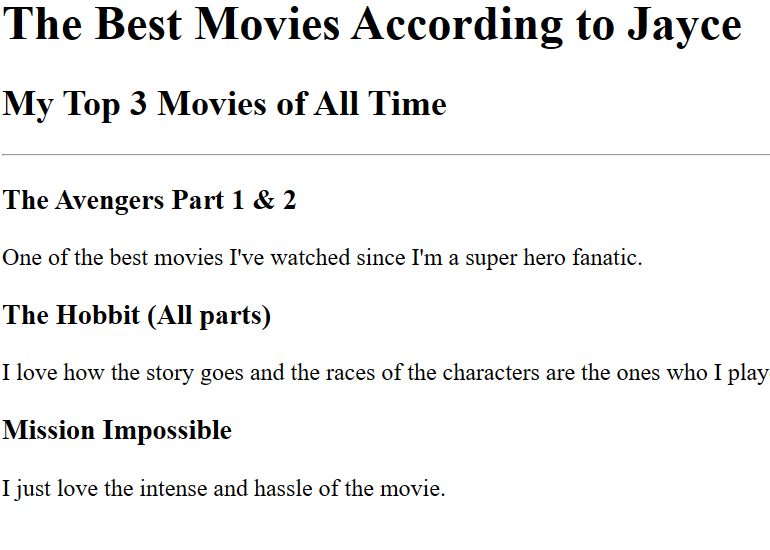 The Best Movies According to Jayce
My Top 3 Movies of All Time
The Avengers Part 1 & 2
One of the best movies I've watched since I'm a super hero fanatic.
The Hobbit (All parts)
I love how the story goes and the races of the characters are the ones who I play
Mission Impossible
I just love the intense and hassle of the movie.